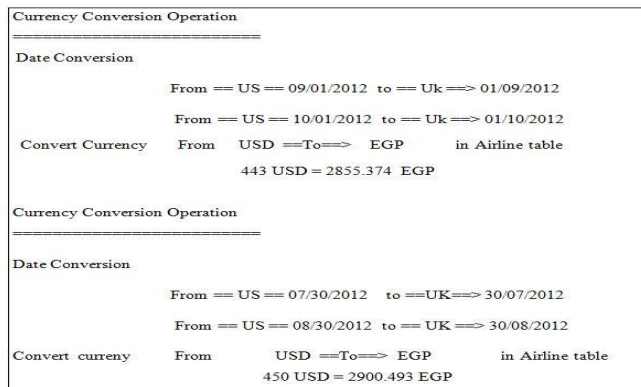 Currency Conversion Operation
=========================
Date Conversion
From == US == 09/01/2012 to == Uk ==> 01/09/2012
From == US == 10/01/2012 to == Uk ==> 01/10/2012
Convert Currency From USD ==To==> EGP in Airline table
443 USD = 2855.374 EGP
Currency Conversion Operation
=========================
Date Conversion
From == US == 07/30/2012 to ==UK==> 30/07/2012
From == US == 08/30/2012 to == UK ==> 30/08/2012
Convert curreny From USD ==To==> EGP in Airline table
450 USD = 2900.493 EGP